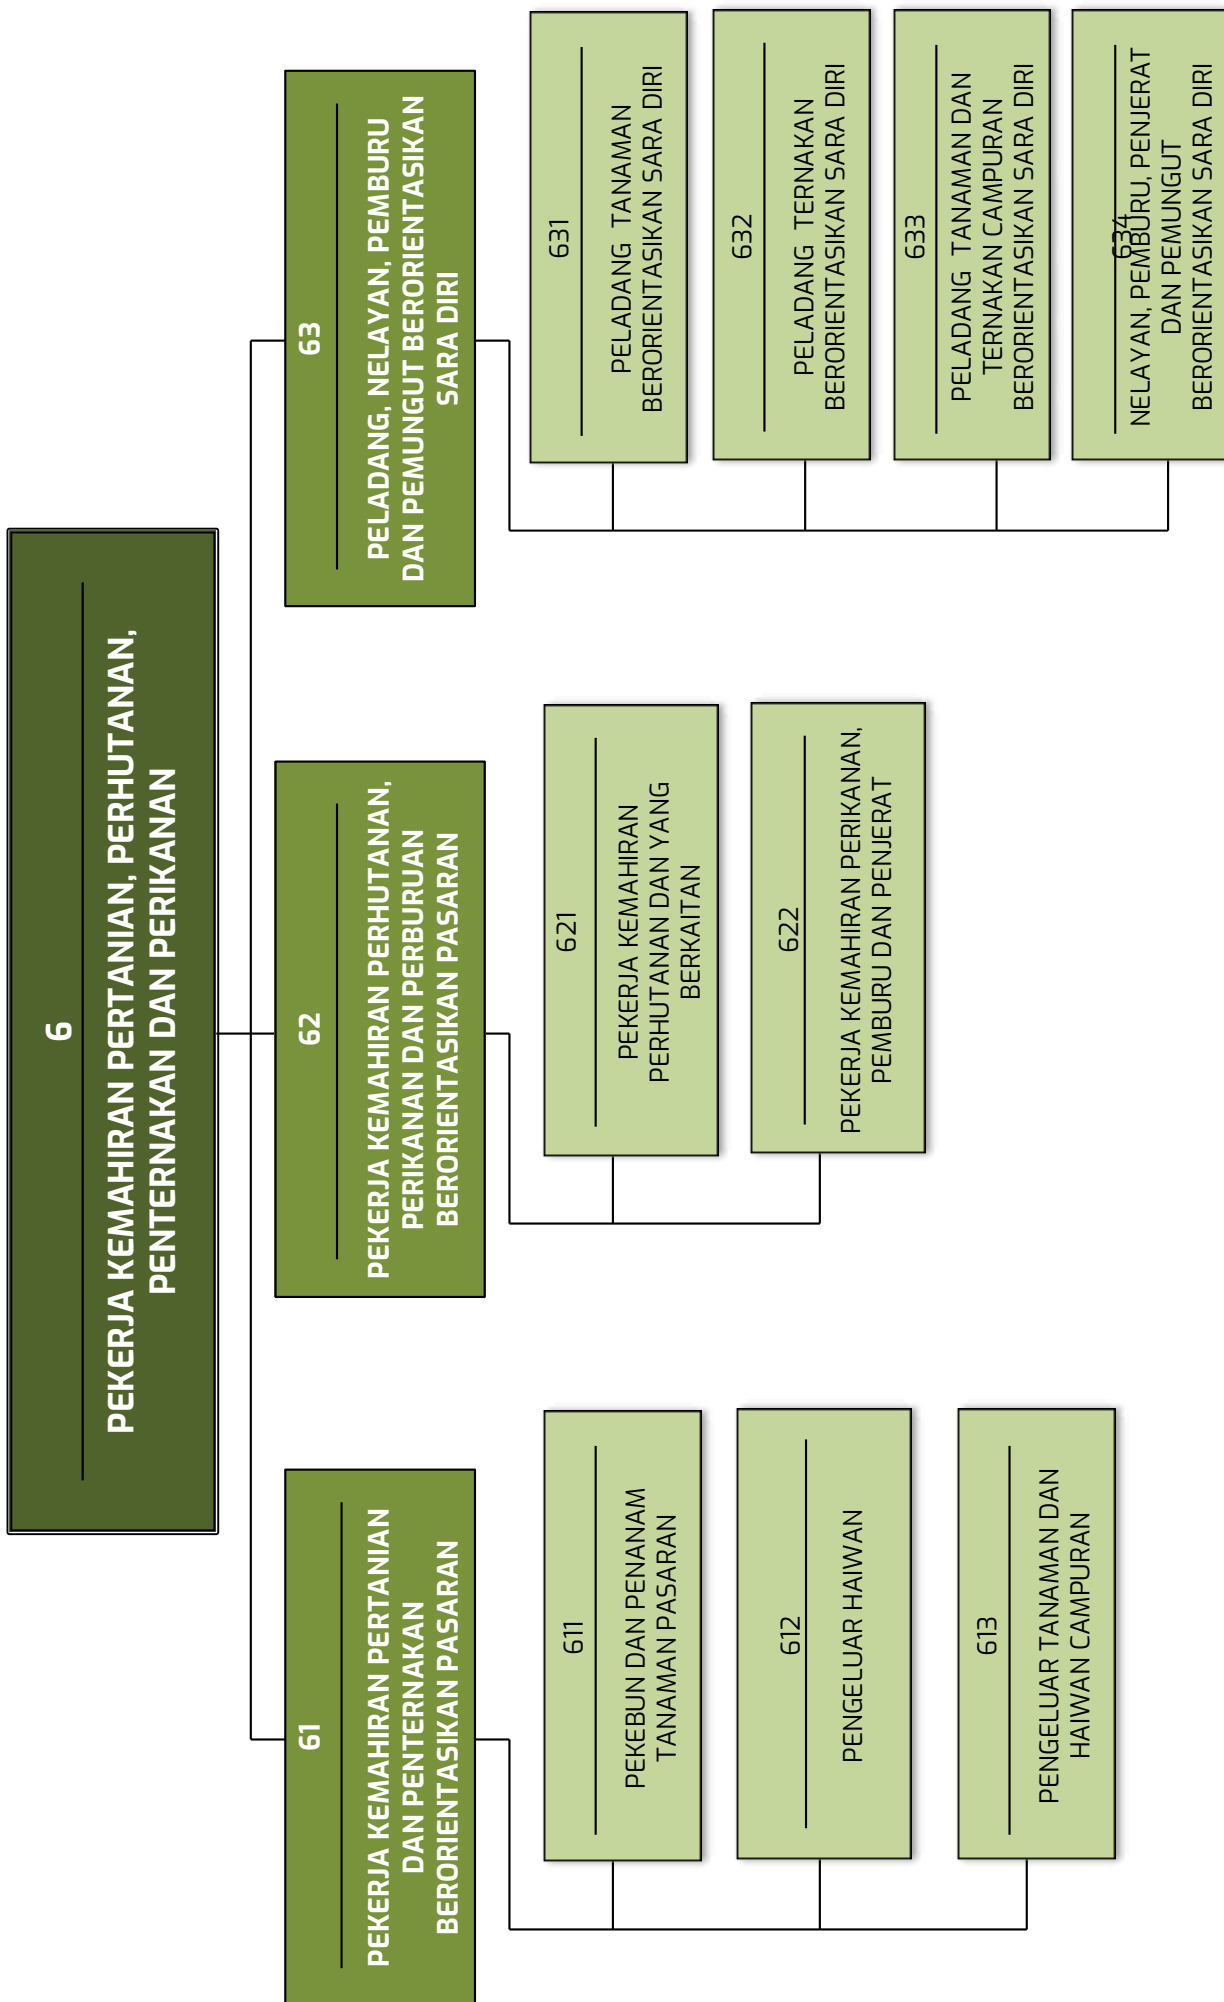 6
PEKERJA KEMAHIRAN PERTANIAN, PERHUTANAN,
PENTERNAKAN DAN PERIKANAN
61
PEKERJA KEMAHIRAN PERTANIAN
DAN PENTERNAKAN
BERORIENTASIKAN PASARAN
611
PEKEBUN DAN PENANAM
TANAMAN PASARAN
612
PENGELUAR HAIWAN
613
PENGELUAR TANAMAN DAN
HAIWAN CAMPURAN
62
PEKERJA KEMAHIRAN PERHUTANAN,
PERIKANAN DAN PERBURUAN
BERORIENTASIKAN PASARAN
621
PEKERJA KEMAHIRAN
PERHUTANAN DAN YANG
BERKAITAN
622
PEKERJA KEMAHIRAN PERIKANAN,
PEMBURU DAN PENJERAT
63
PELADANG, NELAYAN, PEMBURU
DAN PEMUNGUT BERORIENTASIKAN
SARA DIRI
631
PELADANG TANAMAN
BERORIENTASIKAN SARA DIRI
632
PELADANG TERNAKAN
BERORIENTASIKAN SARA DIRI
633
PELADANG TANAMAN DAN
TERNAKAN CAMPURAN
BERORIENTASIKAN SARA DIRI
634
NELAYAN, PEMBURU, PENJERAT
DAN PEMUNGUT
BERORIENTASIKAN SARA DIRI